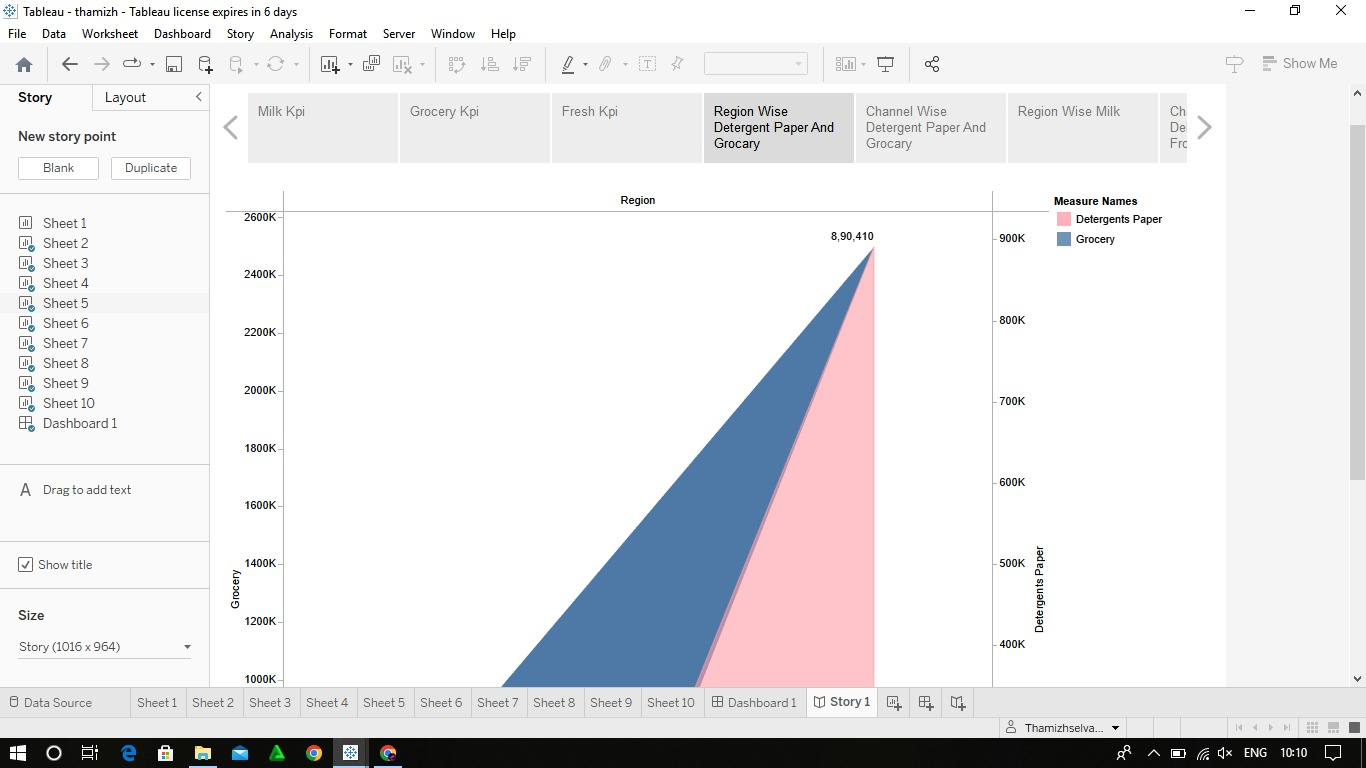 Tableau - thamizh - Tableau license expires in 6 days
File Data Worksheet Dashboard Story Analysis Format Server Window Help
Show Me
Story Layout
New story point
Blank Duplicate
Sheet 1
Sheet 2
Sheet 3
Sheet 4
Sheet 5
Sheet 6
Sheet 7
Sheet 8
Sheet 9
Sheet 10
Dashboard 1
A Drag to add text
Show title
Size
Story (1016 x 964)
Milk Kpi
Grocery Kpi
Fresh Kpi
Region Wise
Detergent Paper And
Grocary
Channel Wise
Detergent Paper And
Grocary
Region Wise Milk
Ch
De
Fro
Region
2600K
2400K
2200K
2000K
1800K
1600K
1400K
1200K
1000K
Grocery
8,90,410
900K
800K
700K
600K
500K
400K
Detergents Paper
Measure Names
Detergents Paper
Grocery
Data Source Sheet 1 Sheet 2 Sheet 3 Sheet 4 Sheet 5 Sheet 6 Sheet 7 Sheet 8 Sheet 9 Sheet 10 Dashboard 1 Story 1
Thamizhselva...
ENG 10:10